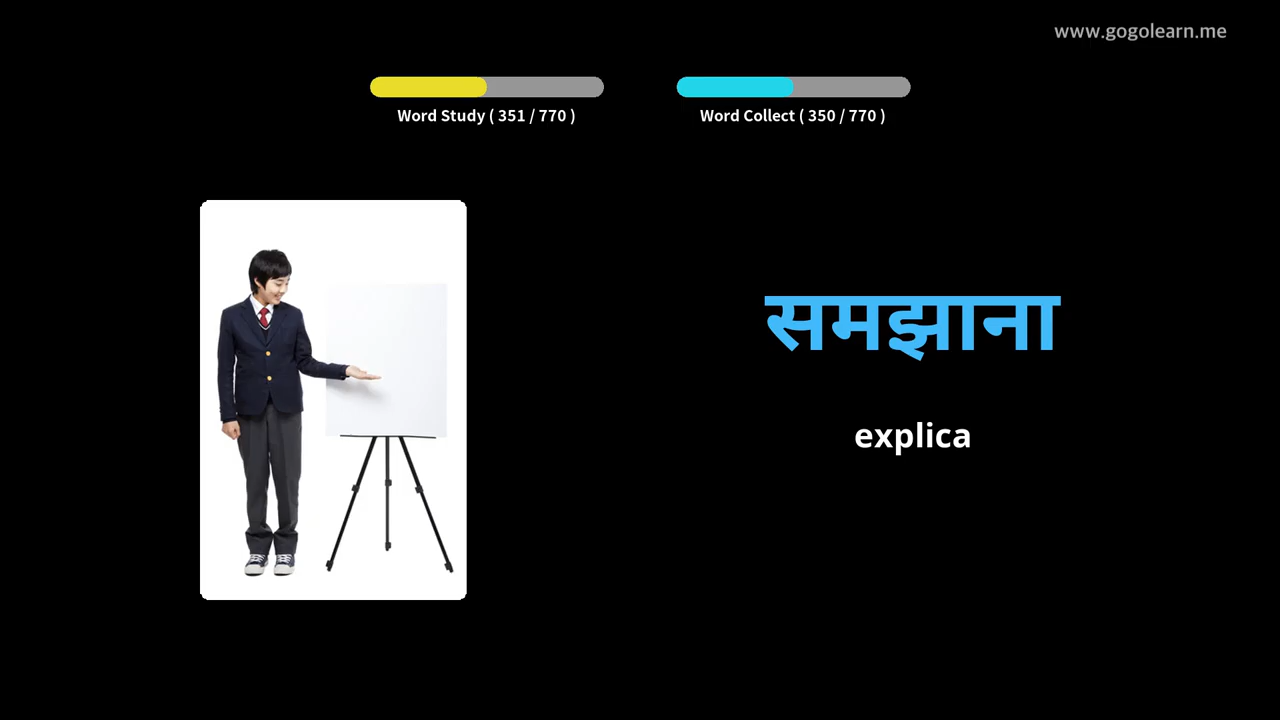 www.gogolearn.me
Word Study ( 351 / 770 )
Word Collect ( 350 / 770 )
समझाना
explica